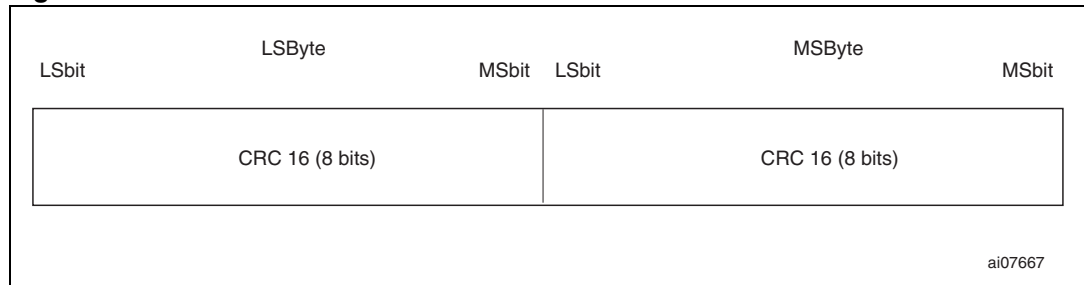 LSByte MSByte
LSbit MSbit LSbit MSbit
CRC 16 (8 bits) CRC 16 (8 bits)
ai07667